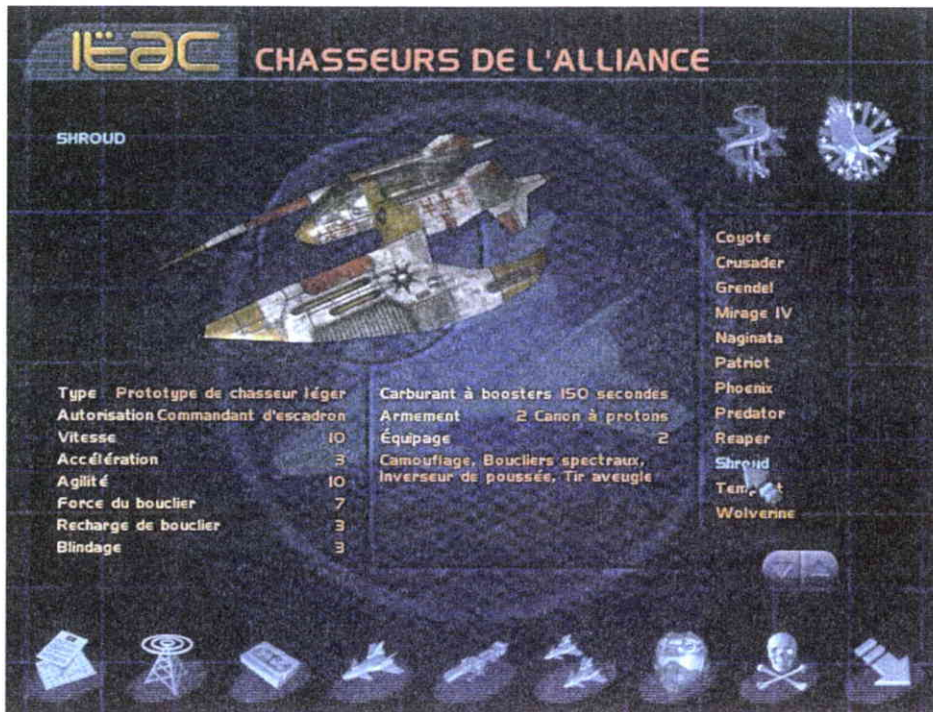 ITAC
CHASSEURS DE L'ALLIANCE
SHROUD
Type Prototype de chasseur léger
Autorisation Commandant d'escadron
Vitesse 10
Accélération 3
Agilité 10
Force du bouclier 7
Recharge de bouclier 3
Blindage 3
Carburant à boosters 150 secondes
Armement 2 Canon à protons
Équipage 2
Camouflage, Boucliers spectraux,
Inverseur de poussée, Tir aveugle
Coyote
Crusader
Grendel
Mirage IV
Naginata
Patriot
Phoenix
Predator
Reaper
Shroud
Wolverine